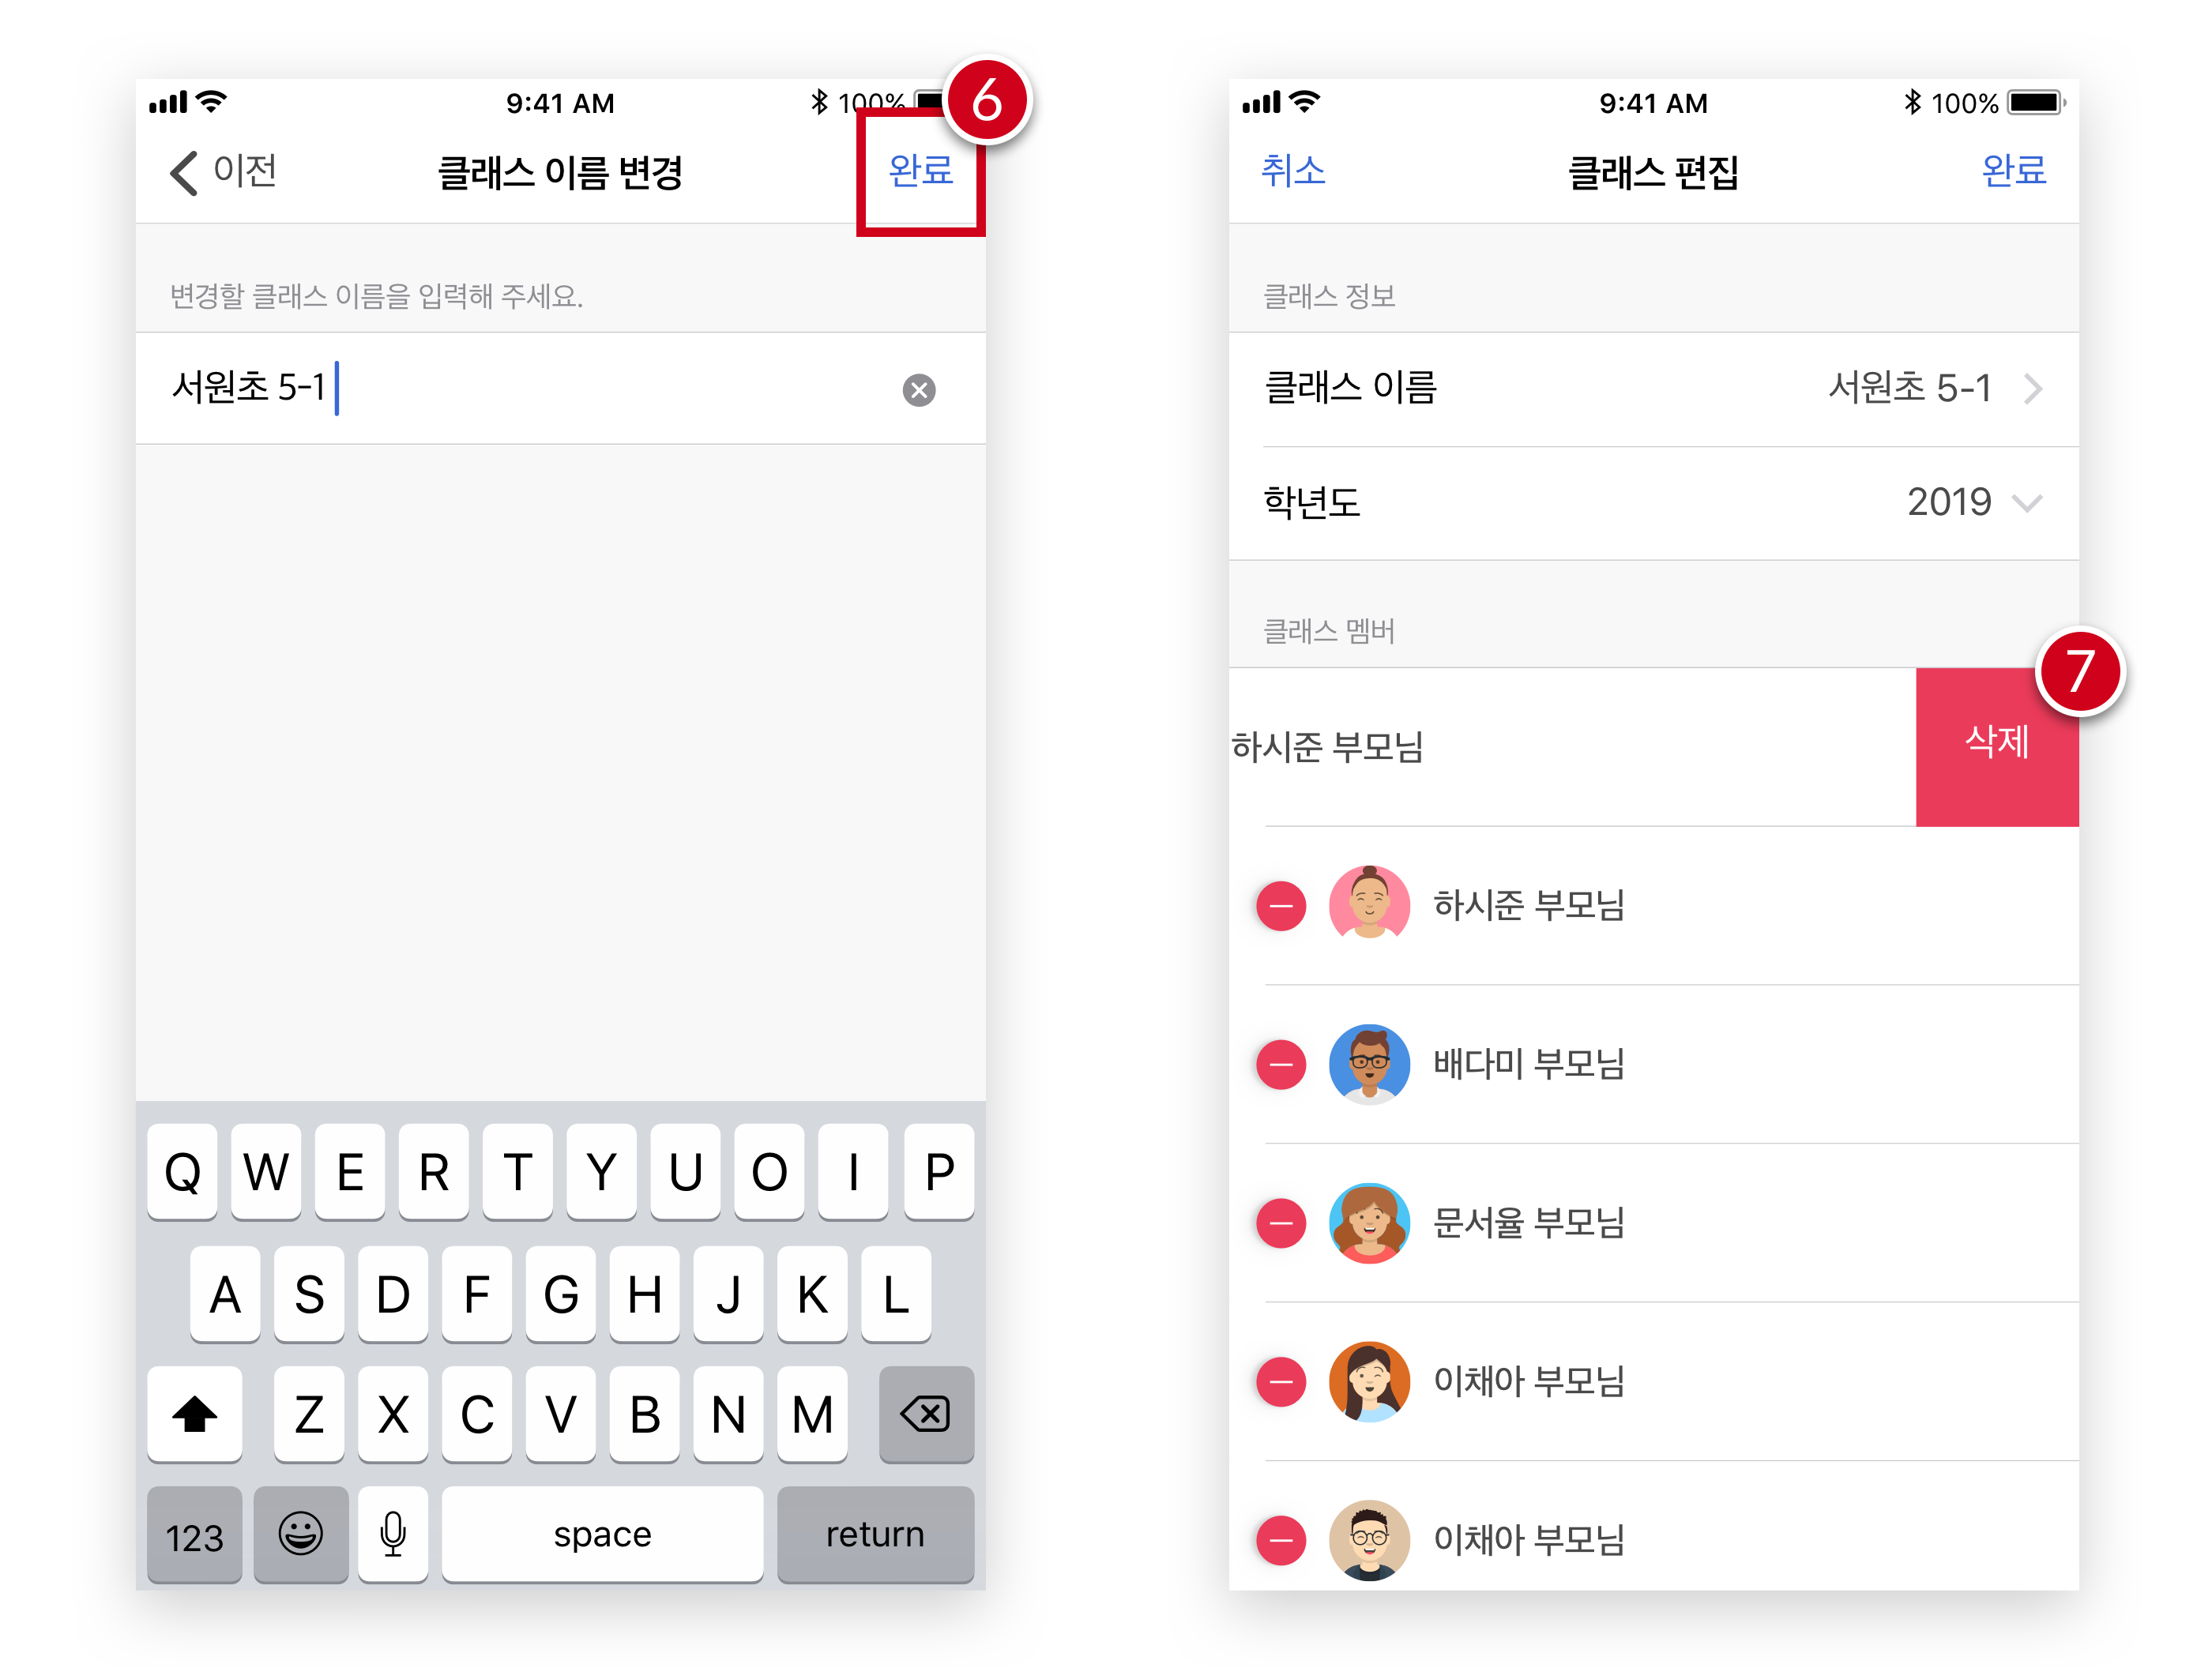 9:41 AM
100%
6
이전
클래스 이름 변경
완료
변경할 클래스 이름을 입력해 주세요.
서원초 5-1
Q W E R T Y U O I P
A S D F G H J K L
Z X C V B N M
123
space
return
9:41 AM
100%
취소
클래스 편집
완료
클래스 정보
클래스 이름
서원초 5-1
학년도
2019
클래스 멤버
7
하시준 부모님
삭제
하시준 부모님
배다미 부모님
문서율 부모님
이채아 부모님
이채아 부모님